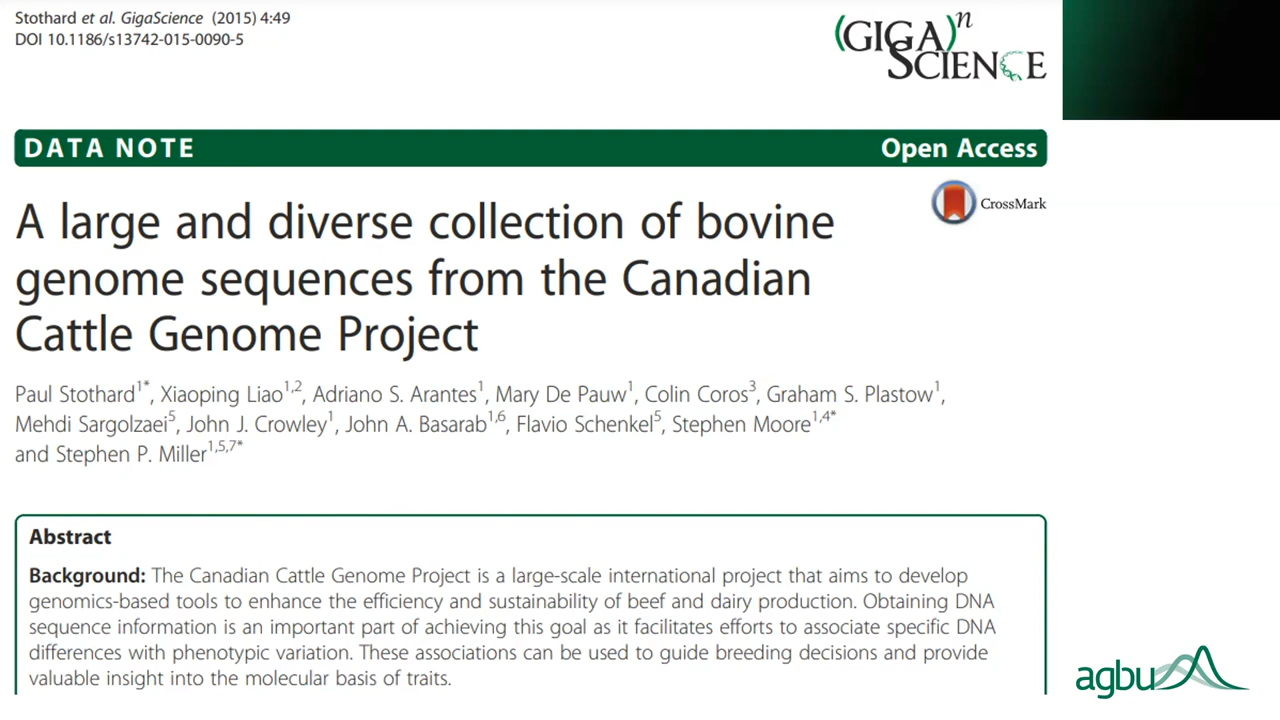 Stothard et al. GigaScience (2015) 4:49
DOI 10.1186/s13742-015-0090-5
(GIGA)n
SCIENCE
DATA NOTE
Open Access
CrossMark
A large and diverse collection of bovine
genome sequences from the Canadian
Cattle Genome Project
Paul Stothard1*, Xiaoping Liao1,2, Adriano S. Arantes1, Mary De Pauw1, Colin Coros3, Graham S. Plastow1,
Mehdi Sargolzaei5, John J. Crowley1, John A. Basarab1,6, Flavio Schenkel5, Stephen Moore1,4*
and Stephen P. Miller1,5,7*
Abstract
Background: The Canadian Cattle Genome Project is a large-scale international project that aims to develop
genomics-based tools to enhance the efficiency and sustainability of beef and dairy production. Obtaining DNA
sequence information is an important part of achieving this goal as it facilitates efforts to associate specific DNA
differences with phenotypic variation. These associations can be used to guide breeding decisions and provide
valuable insight into the molecular basis of traits.
agbu